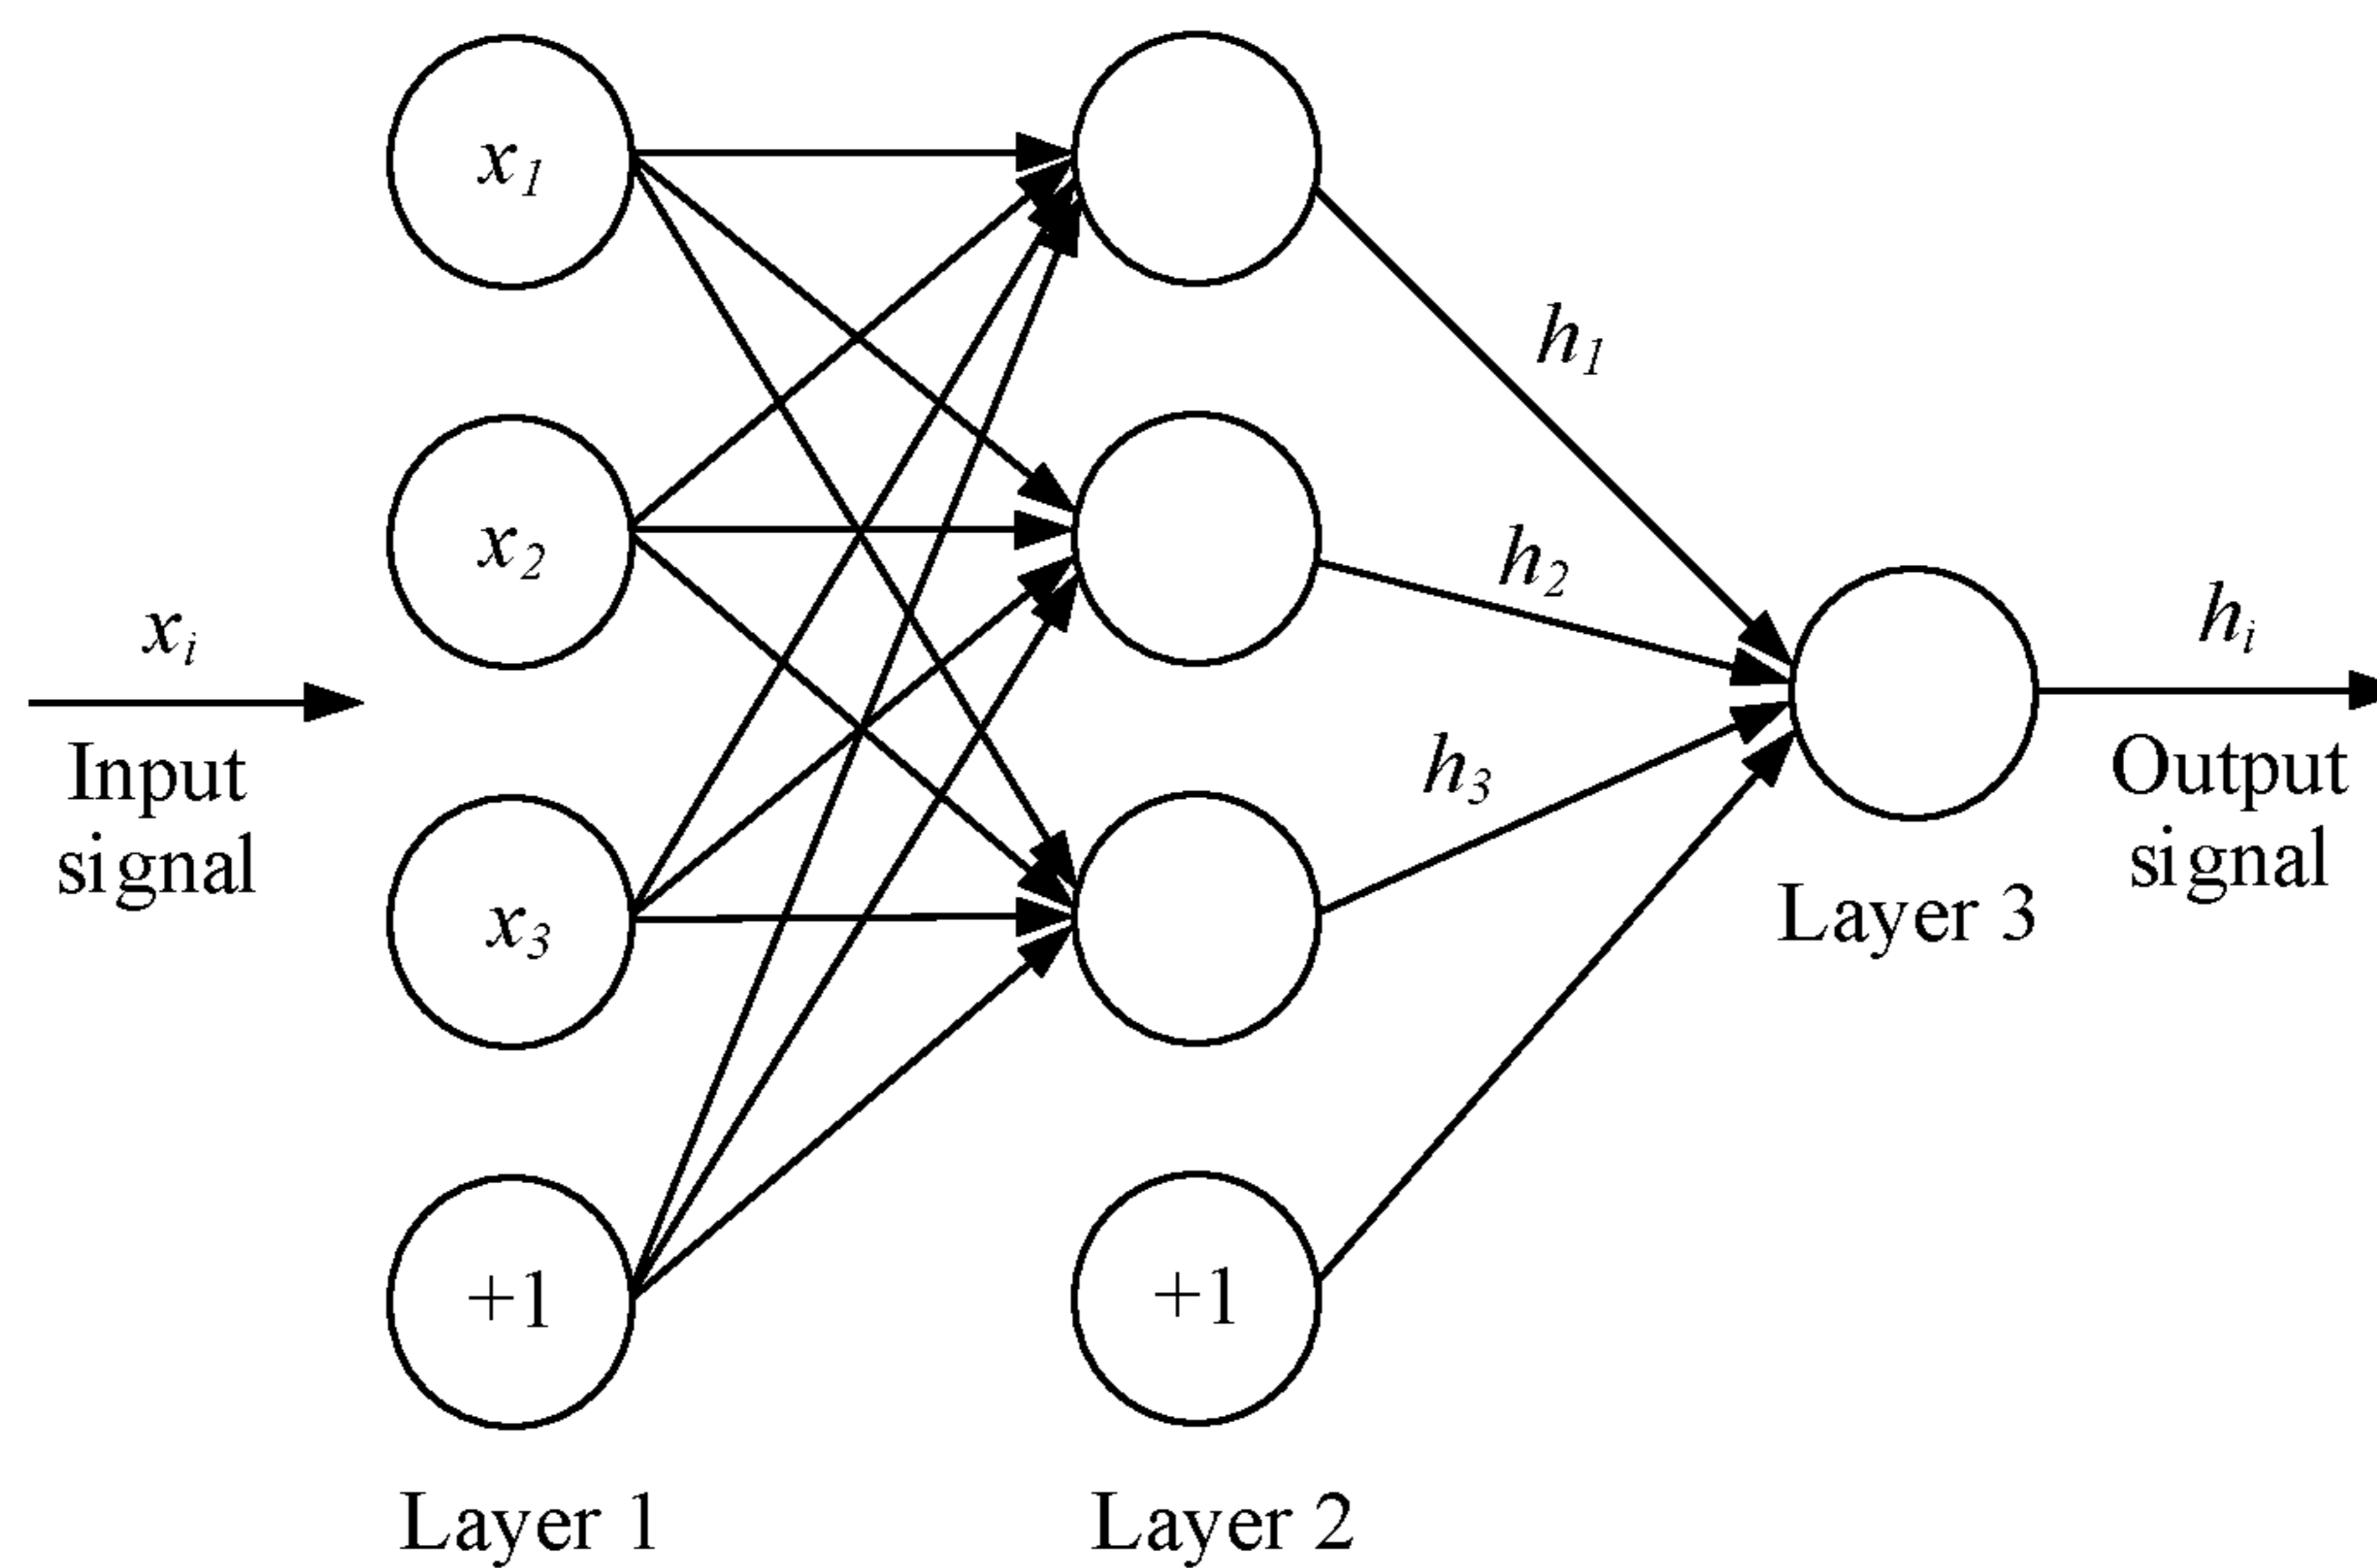 x1
x2
x3
+1
Layer 1
xi
Input
signal
+1
Layer 2
h1
h2
h3
Layer 3
hi
Output
signal